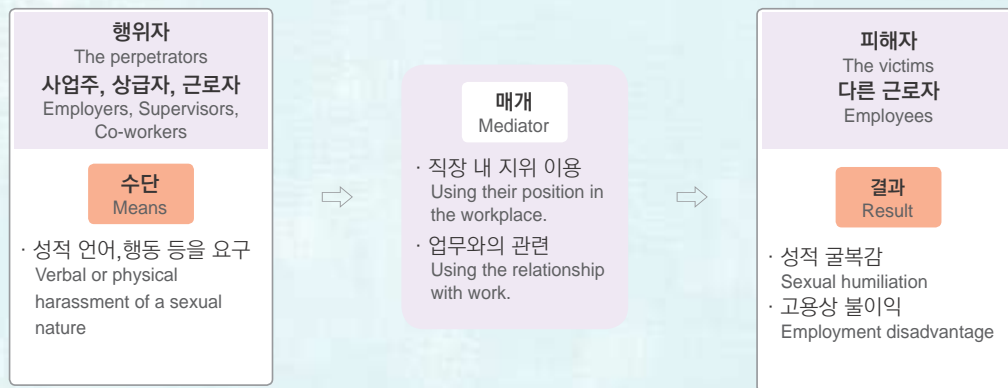 행위자
The perpetrators
사업주, 상급자, 근로자
Employers, Supervisors,
Co-workers
수단
Means
· 성적 언어,행동 등을 요구
Verbal or physical
harassment of a sexual
nature
매개
Mediator
· 직장 내 지위 이용
Using their position in
the workplace.
· 업무와의 관련
Using the relationship
with work.
피해자
The victims
다른 근로자
Employees
결과
Result
· 성적 굴복감
Sexual humiliation
· 고용상 불이익
Employment disadvantage